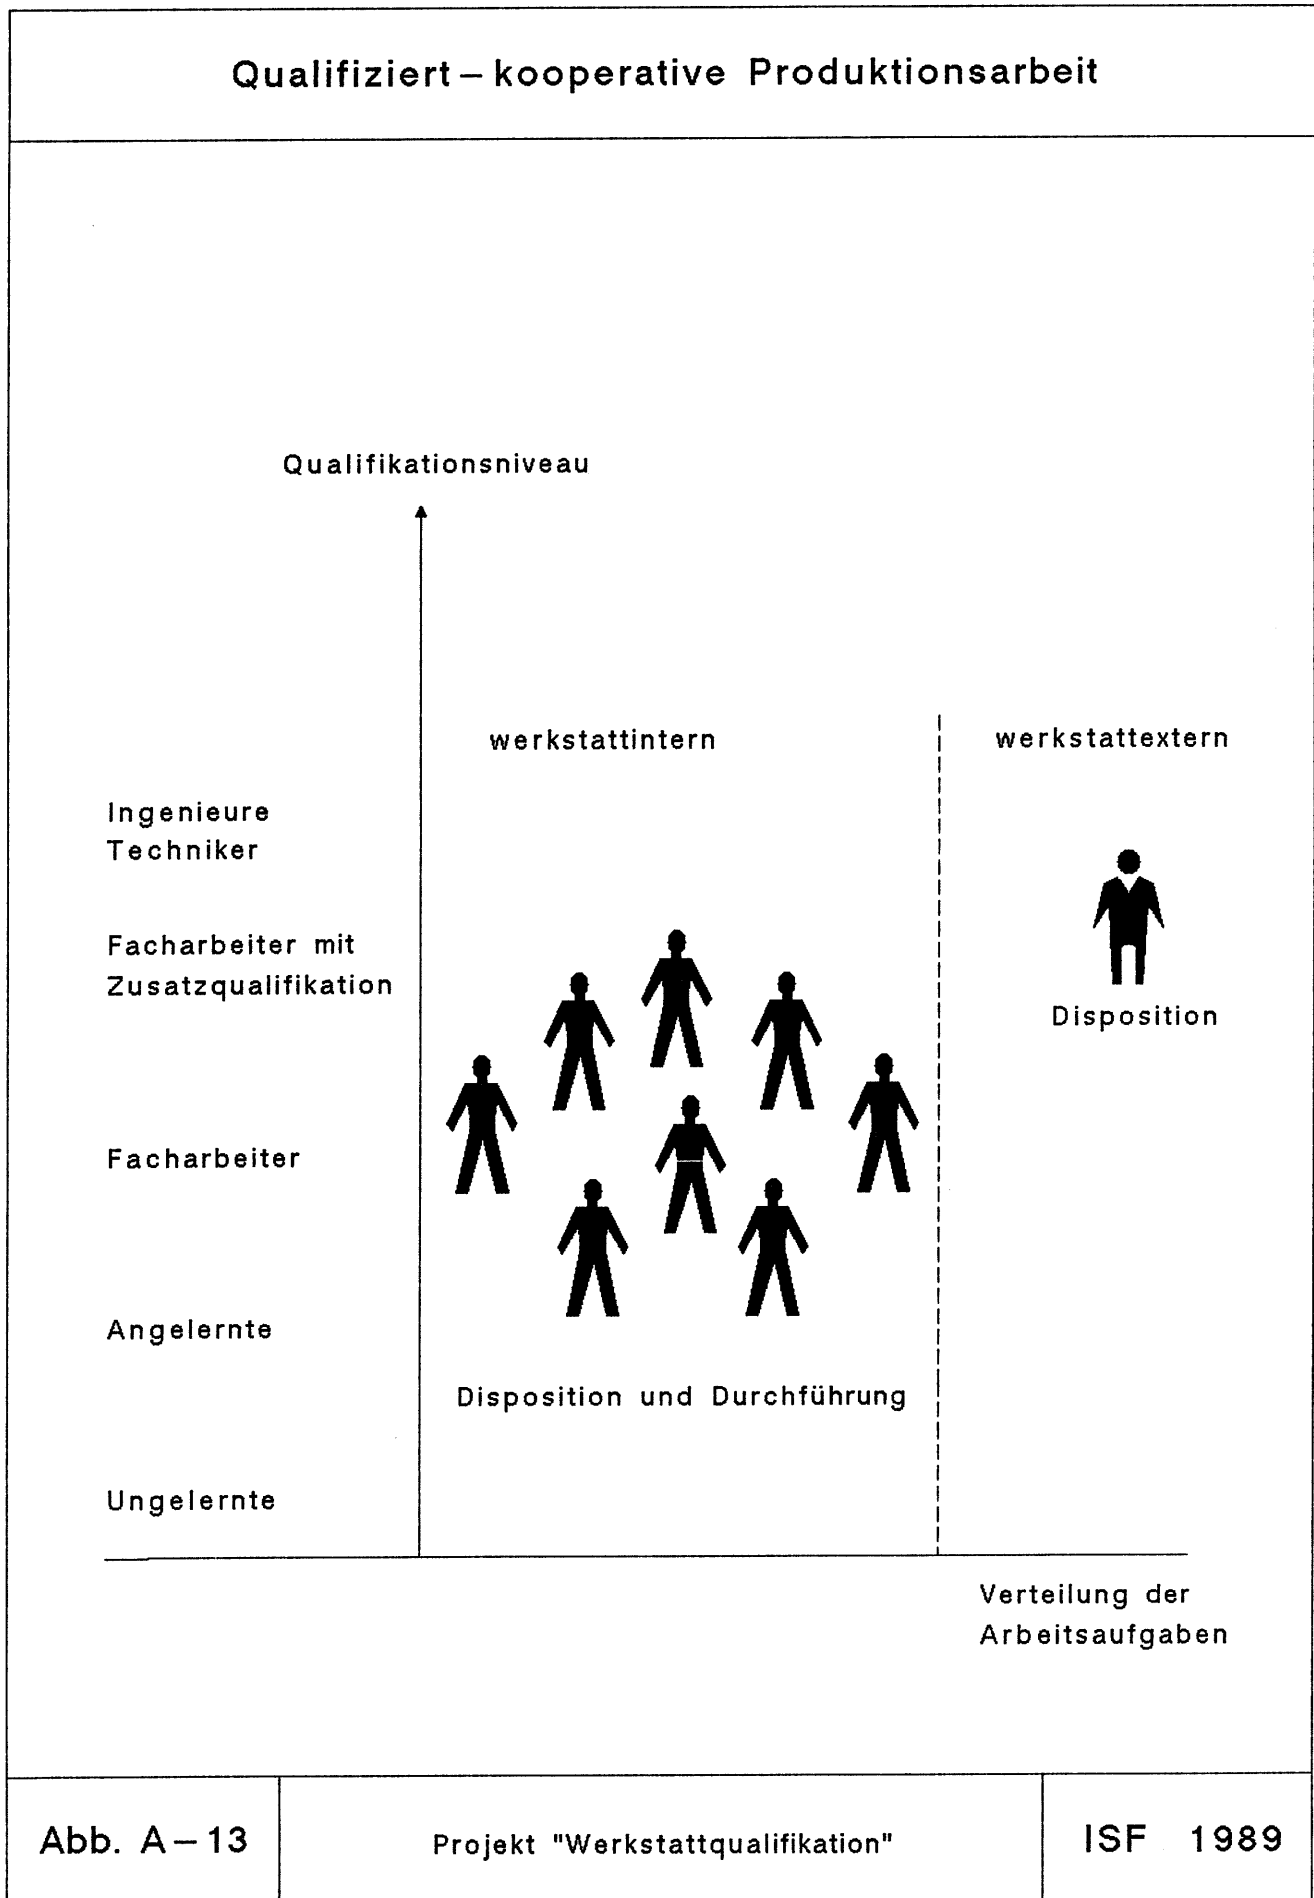 Qualifiziert – kooperative Produktionsarbeit
Qualifikationsniveau
werkstattintern
werkstattextern
Ingenieure
Techniker
Facharbeiter mit
Zusatzqualifikation
Disposition
Facharbeiter
Angelernte
Disposition und Durchführung
Ungelernte
Verteilung der
Arbeitsaufgaben
Abb. A – 13
Projekt "Werkstattqualifikation"
ISF 1989